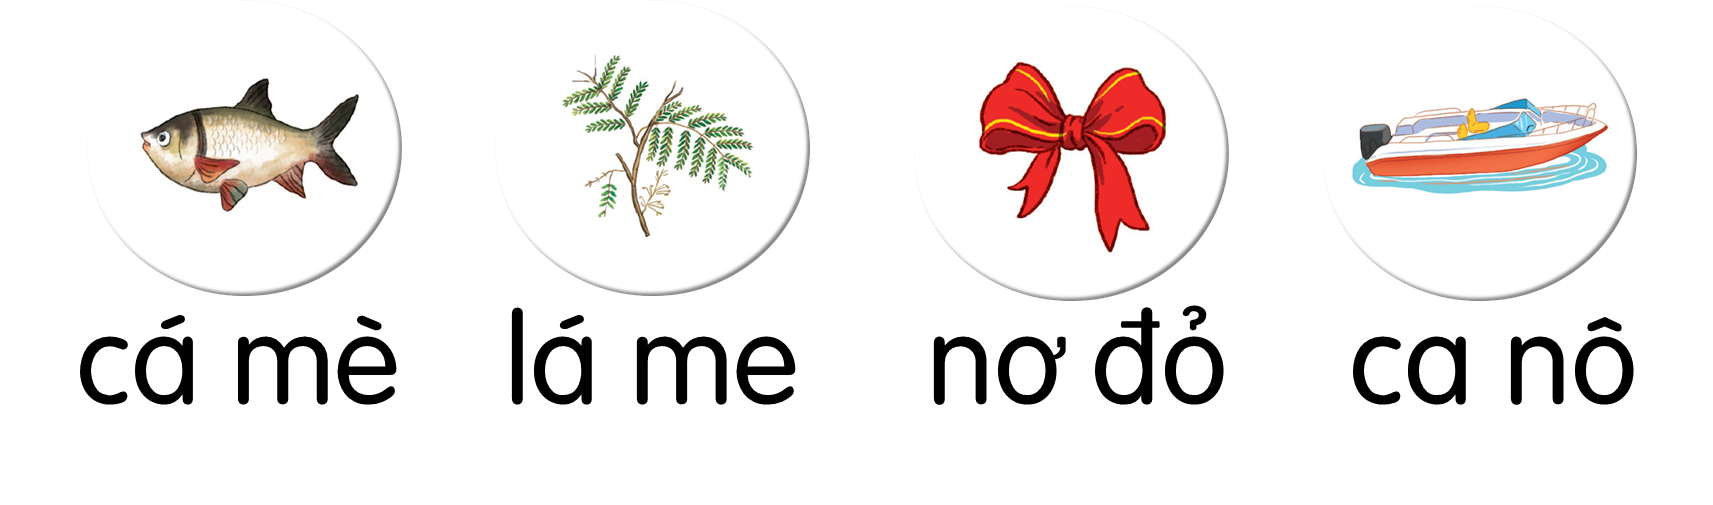 cá mè lá me nơ đỏ ca nô